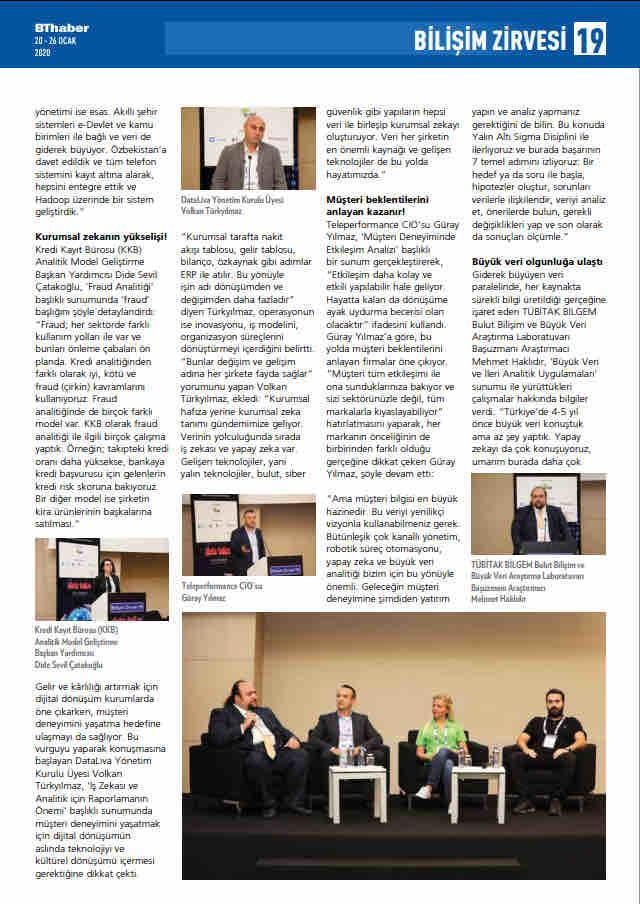 BThaber
20 - 26 OCAK
2020
BİLİŞİM ZİRVESİ 19
yönetimi ise esas. Akıllı şehir
sistemleri e-Devlet ve kamu
birimleri ile bağlı ve veri de
giderek büyüyor. Özbekistan’a
davet edildik ve tüm telefon
sistemini kayıt altına alarak,
hepsini entegre ettik ve
Hadoop üzerinde bir sistem
geliştirdik.”
Kurumsal zekanın yükselişi!
Kredi Kayıt Bürosu (KKB)
Analitik Model Geliştirme
Başkan Yardımcısı Dide Sevil
Çatakoğlu, ‘Fraud Analitiği’
başlıklı sunumunda ‘fraud’
başlığını şöyle detaylandırdı:
“Fraud; her sektörde farklı
kullanım yolları ile var ve
bunları önleme çabaları ön
planda. Kredi analitiğinden
farklı olarak iyi, kötü ve
fraud (çirkin) kavramlarını
kullanıyoruz. Fraud
analitiğinde de birçok farklı
model var. KKB olarak fraud
analitiği ile ilgili birçok çalışma
yaptık. Örneğin; takipteki kredi
oranı daha yüksekse, bankaya
kredi başvurusu için gelenlerin
kredi risk skoruna bakıyoruz.
Bir diğer model ise şirketin
kira ürünlerinin başkalarına
satılması.”
Kredi Kayıt Bürosu (KKB)
Analitik Model Geliştirme
Başkan Yardımcısı
Dide Sevil Çatakoğlu
Gelir ve kârlılığı artırmak için
dijital dönüşüm kurumlarda
öne çıkarken, müşteri
deneyimini yaşatma hedefine
ulaşmayı da sağlıyor. Bu
vurguyu yaparak konuşmasına
başlayan DataLiva Yönetim
Kurulu Üyesi Volkan
Türkyılmaz, ‘İş Zekası ve
Analitik için Raporlamanın
Önemi’ başlıklı sunumunda
müşteri deneyimini yaşatmak
için dijital dönüşümün
aslında teknolojiyi ve
kültürel dönüşümü içermesi
gerektiğine dikkat çekti.
DataLiva Yönetim Kurulu Üyesi
Volkan Türkyılmaz
“Kurumsal tarafta nakit
akışı tablosu, gelir tablosu,
bilanço, özkaynak gibi adımlar
ERP ile atılır. Bu yönüyle
işin adı dönüşümden ve
değişimden daha fazladır”
diyen Türkyılmaz, operasyonun
ise inovasyonu, iş modelini,
organizasyon süreçlerini
dönüştürmeyi içerdiğini belirtti.
“Bunlar değişim ve gelişim
adına her şirkete fayda sağlar”
yorumunu yapan Volkan
Türkyılmaz, ekledi: “Kurumsal
hafıza yerine kurumsal zeka
tanımı gündemimize geliyor.
Verinin yolculuğunda sırada
iş zekası ve yapay zeka var.
Gelişen teknolojiler, yani
yalın teknolojiler, bulut, siber
Teleperformance CiO’su
Güray Yılmaz
güvenlik gibi yapıların hepsi
veri ile birleşip kurumsal zekayı
oluşturuyor. Veri her şirketin
en önemli kaynağı ve gelişen
teknolojiler de bu yolda
hayatımızda.”
Müşteri beklentilerini
anlayan kazanır!
Teleperformance CİO’su Güray
Yılmaz, ‘Müşteri Deneyiminde
Etkileşim Analizi’ başlıklı
bir sunum gerçekleştirerek,
“Etkileşim daha kolay ve
etkili yapılabilir hale geliyor.
Hayatta kalan da dönüşüme
ayak uydurma becerisi olan
olacaktır” ifadesini kullandı.
Güray Yılmaz’a göre, bu
yolda müşteri beklentilerini
anlayan firmalar öne çıkıyor.
“Müşteri tüm etkileşimi ile
ona sunduklarınıza bakıyor ve
sizi sektörünüzle değil, tüm
markalarla kıyaslayabiliyor”
hatırlatmasını yaparak, her
markanın önceliğinin de
birbirinden farklı olduğu
gerçeğine dikkat çeken Güray
Yılmaz, şöyle devam etti:
“Ama müşteri bilgisi en büyük
hazinedir. Bu veriyi yenilikçi
vizyonla kullanabilmeniz gerek.
Bütünleşik çok kanallı yönetim,
robotik süreç otomasyonu,
yapay zeka ve büyük veri
analitiği bizim için bu yönüyle
önemli. Geleceğin müşteri
deneyimine şimdiden yatırım
yapın ve analiz yapmanız
gerektiğini de bilin. Bu konuda
Yalın Altı Sigma Disiplini ile
ilerliyoruz ve burada başarının
7 temel adımını izliyoruz: Bir
hedef ya da soru ile başla,
hipotezler oluştur, sorunları
verilerle ilişkilendir, veriyi analiz
et, önerilerde bulun, gerekli
değişiklikleri yap ve son olarak
da sonuçları ölçümle.”
Büyük veri olgunluğa ulaştı
Giderek büyüyen veri
paralelinde, her kaynakta
sürekli bilgi üretildiği gerçeğine
işaret eden TÜBİTAK BİLGEM
Bulut Bilişim ve Büyük Veri
Araştırma Laboratuvarı
Başuzmanı Araştırmacı
Mehmet Haklıdır, ‘Büyük Veri
ve İleri Analitik Uygulamaları’
sunumu ile yürüttükleri
çalışmalar hakkında bilgiler
verdi. “Türkiye’de 4-5 yıl
önce büyük veri konuştuk
ama az şey yaptık. Yapay
zekayı da çok konuşuyoruz,
umarım burada daha çok
TÜBİTAK BİLGEM Bulut Bilişim ve
Büyük Veri Araştırma Laboratuvarı
Başuzmanı Araştırmacı
Mehmet Haklıdır